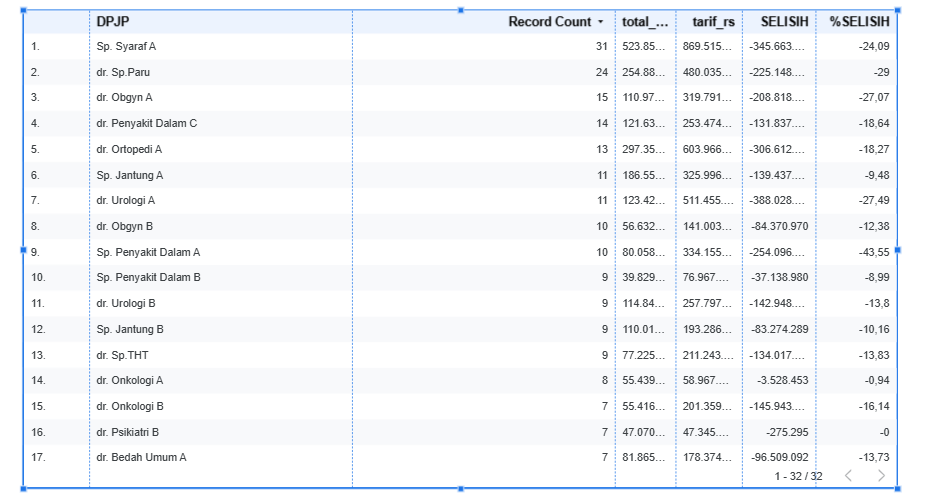 DPJP Record Count total_... tarif_rs SELISIH %SELISIH
1. Sp. Syaraf A 31 523.85... 869.515... -345.663.... -24,09
2. dr. Sp.Paru 24 254.88... 480.035... -225.148.... -29
3. dr. Obgyn A 15 110.97... 319.791... -208.818.... -27,07
4. dr. Penyakit Dalam C 14 121.63... 253.474... -131.837.... -18,64
5. dr. Ortopedi A 13 297.35... 603.966... -306.612.... -18,27
6. Sp. Jantung A 11 186.55... 325.996... -139.437.... -9,48
7. dr. Urologi A 11 123.42... 511.455.... -388.028.... -27,49
8. dr. Obgyn B 10 56.632... 141.003... -84.370.970 -12,38
9. Sp. Penyakit Dalam A 10 80.058... 334.155... -254.096.... -43,55
10. Sp. Penyakit Dalam B 9 39.829... 76.967.... -37.138.980 -8,99
11. dr. Urologi B 9 114.84... 257.797... -142.948.... -13,8
12. Sp. Jantung B 9 110.01... 193.286... -83.274.289 -10,16
13. dr. Sp.THT 9 77.225... 211.243.... -134.017.... -13,83
14. dr. Onkologi A 8 55.439... 58.967.... -3.528.453 -0,94
15. dr. Onkologi B 7 55.416... 201.359... -145.943.... -16,14
16. dr. Psikiatri B 7 47.070... 47.345.... -275.295 -0
17. dr. Bedah Umum A 7 81.865... 178.374... -96.509.092 -13,73
1 - 32 / 32